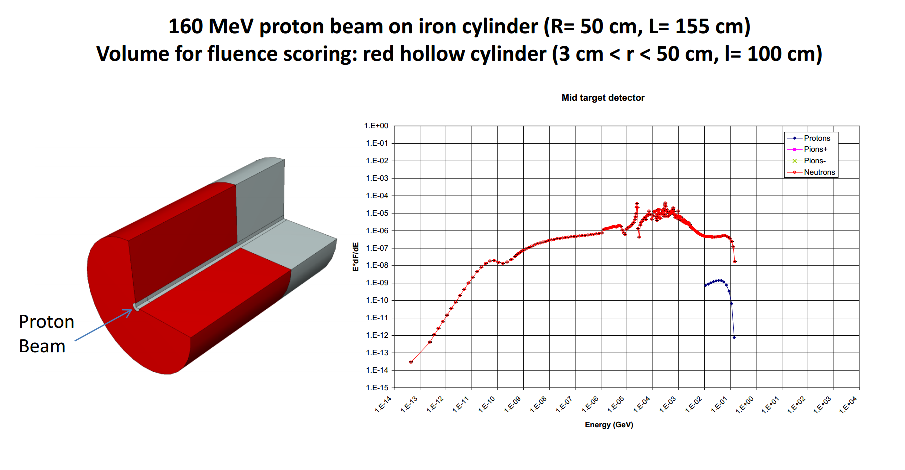 160 MeV proton beam on iron cylinder (R= 50 cm, L= 155 cm)
Volume for fluence scoring: red hollow cylinder (3 cm < r < 50 cm, l= 100 cm)
Mid target detector
1.E+00
1.E-01
1.E-02
1.E-03
1.E-04
1.E-05
1.E-06
1.E-07
1.E-08
1.E-09
1.E-10
1.E-11
1.E-12
1.E-13
1.E-14
1.E-15
E*dF/dE
Protons
Pions+
Pions-
Neutrons
Proton
Beam
1.E-14
1.E-13
1.E-12
1.E-11
1.E-10
1.E-09
1.E-08
1.E-07
1.E-06
1.E-05
1.E-04
1.E-03
1.E-02
1.E-01
1.E+00
1.E+01
1.E+02
1.E+03
1.E+04
Energy (GeV)